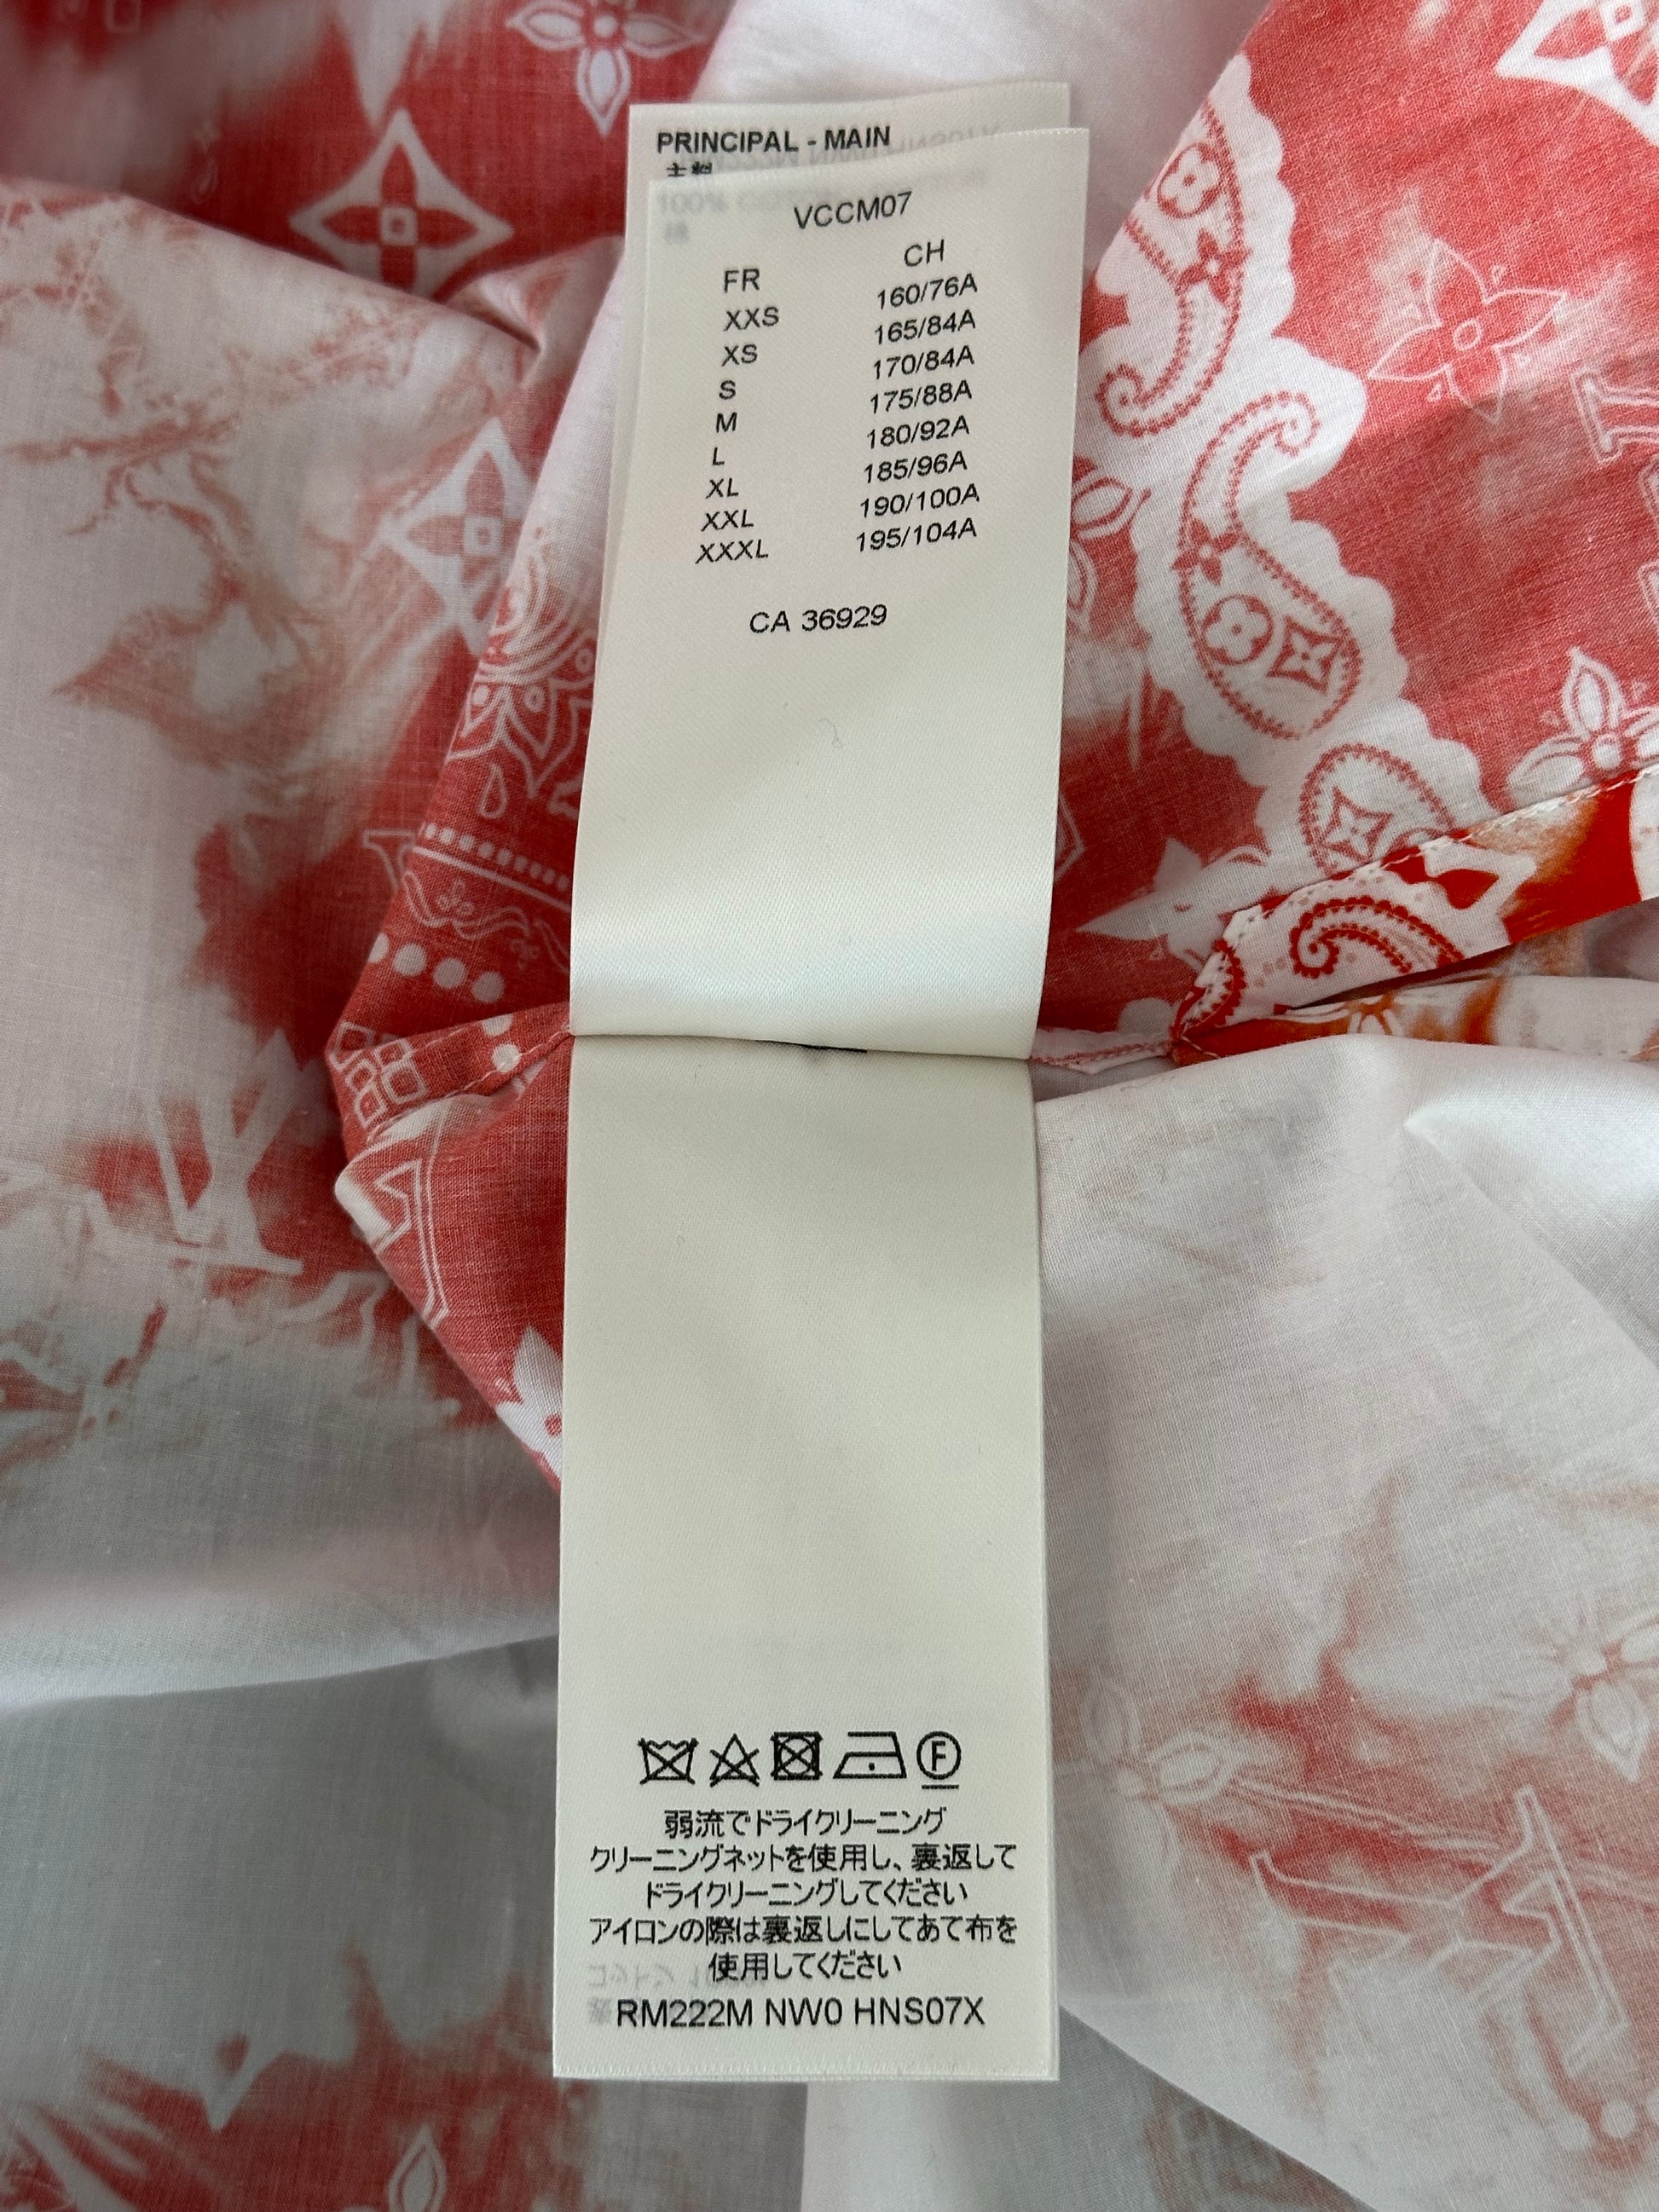 PRINCIPAL - MAIN
主料
100%
VCCM07
FR CH
XXS 160/76A
XS 165/84A
S 170/84A
M 175/88A
L 180/92A
XL 185/96A
XXL 190/100A
XXXL 195/104A
CA 36929
F
弱流でドライクリーニング
クリーニングネットを使用し、裏返して
ドライクリーニングしてください
アイロンの際は裏返しにしてあて布を
使用してください
RM222M NW0 HNS07X